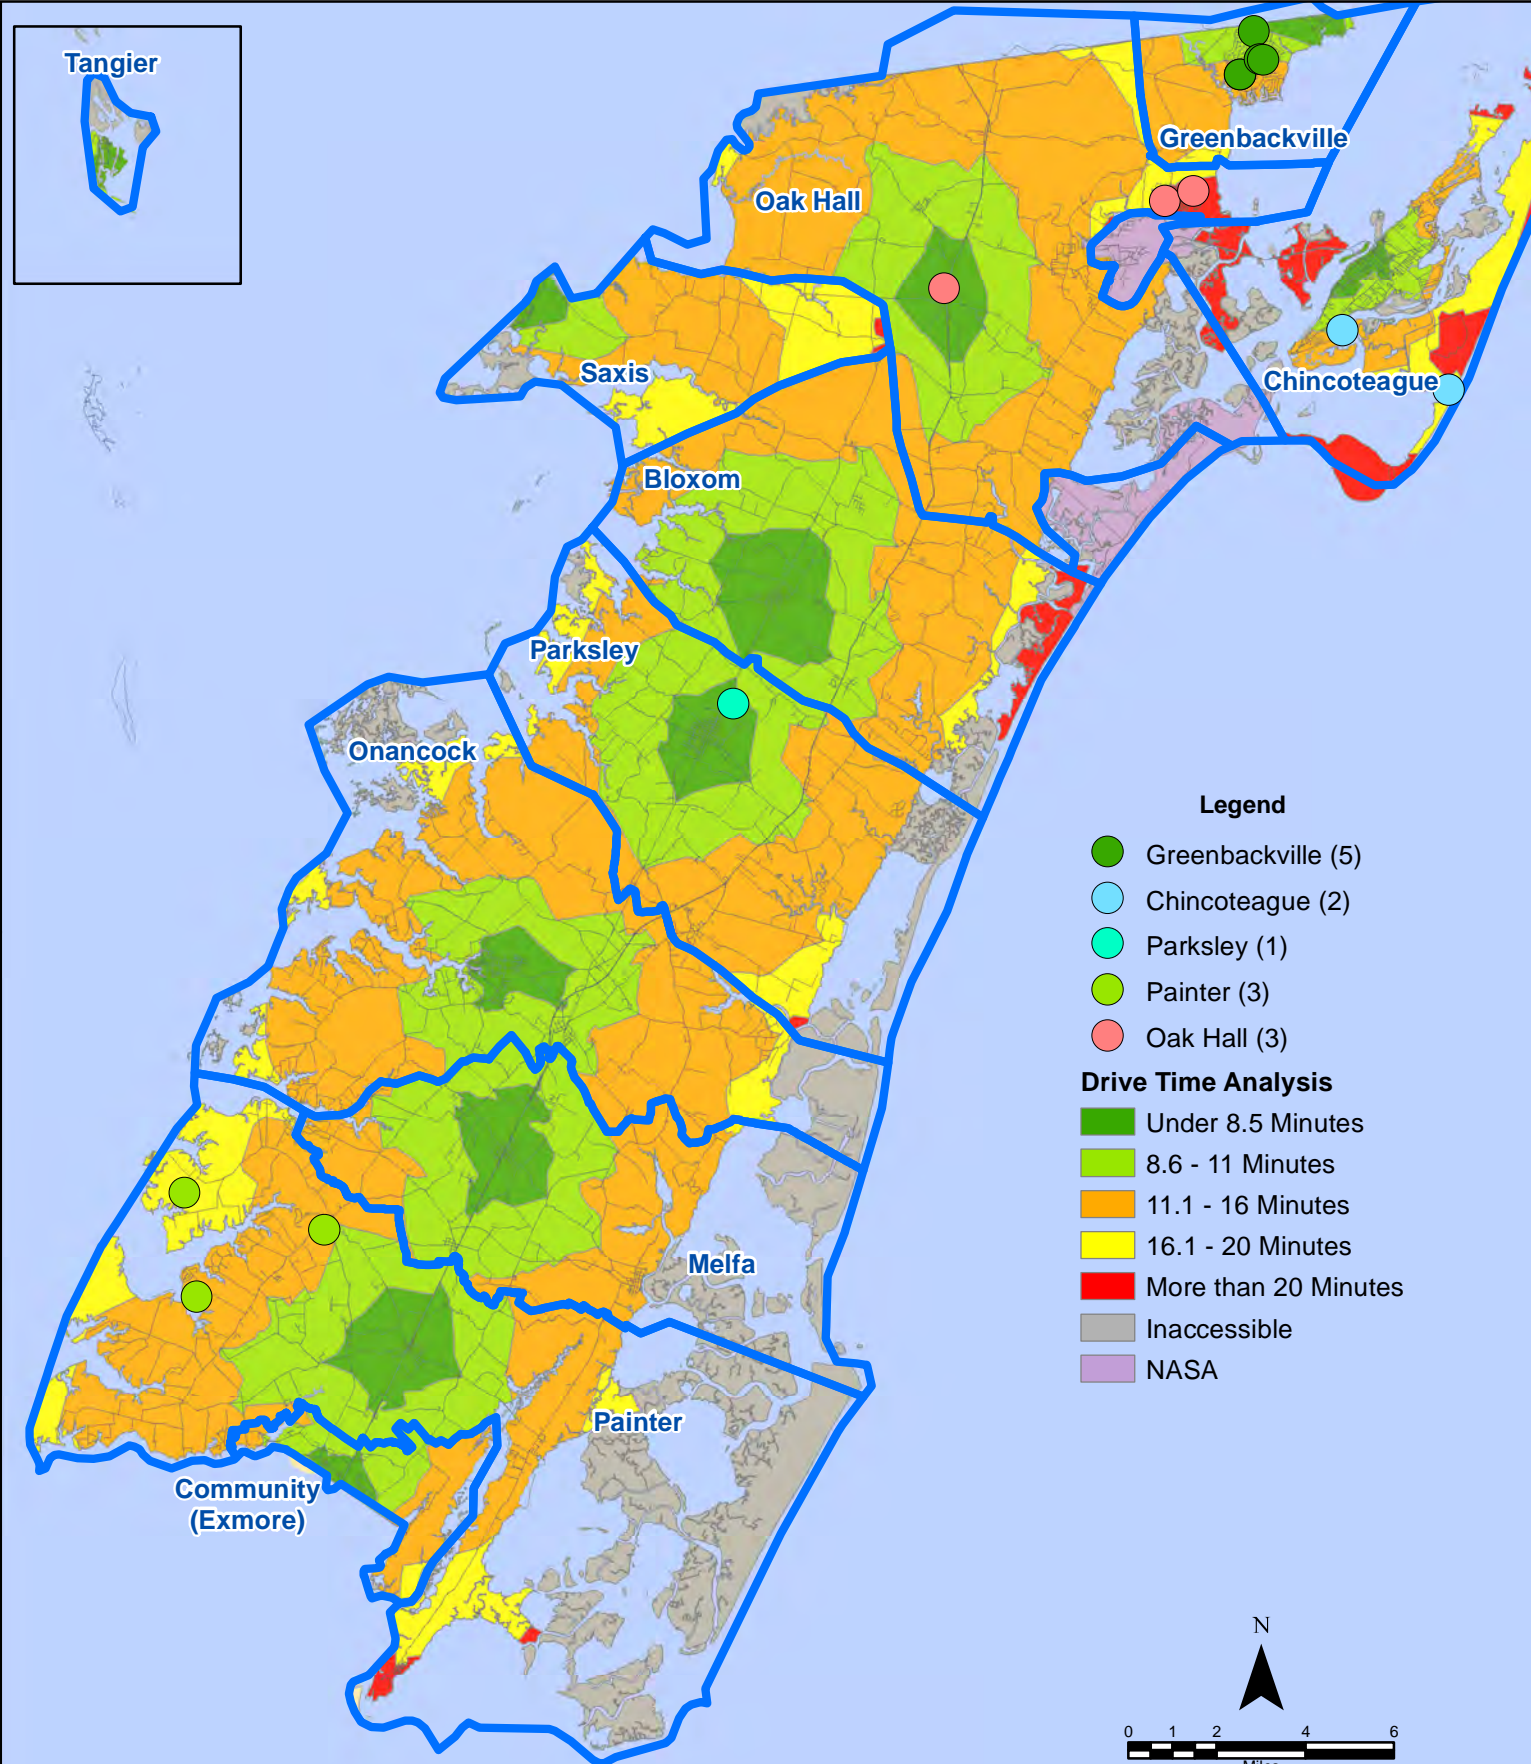 Tangier
Greenbackville
Oak Hall
Saxis
Chincoteague
Bloxom
Parksley
Onancock
Melfa
Painter
Community
(Exmore)
Legend
Greenbackville (5)
Chincoteague (2)
Parksley (1)
Painter (3)
Oak Hall (3)
Drive Time Analysis
Under 8.5 Minutes
8.6 - 11 Minutes
11.1 - 16 Minutes
16.1 - 20 Minutes
More than 20 Minutes
Inaccessible
NASA
N
0 1 2 4 6
Miles